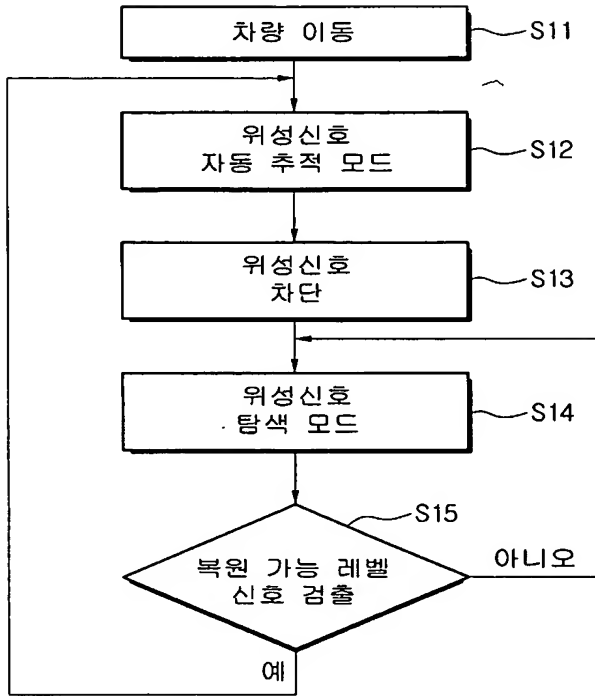 차량 이동
S11
위성신호
자동 추적 모드
S12
위성신호
차단
S13
위성신호
탐색 모드
S14
S15
복원 가능 레벨
신호 검출
아니오
예